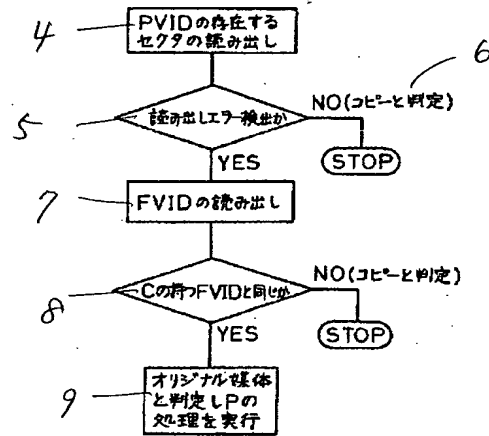 4
PVIDの存在する
セクタの読み出し
6
NO(コピーと判定)
5
読み出しエラー検出か
STOP
YES
7
FVIDの読み出し
NO(コピーと判定)
8
Cの持つFVIDと同じか
STOP
YES
9
オリジナル媒体
と判定しPの
処理を実行